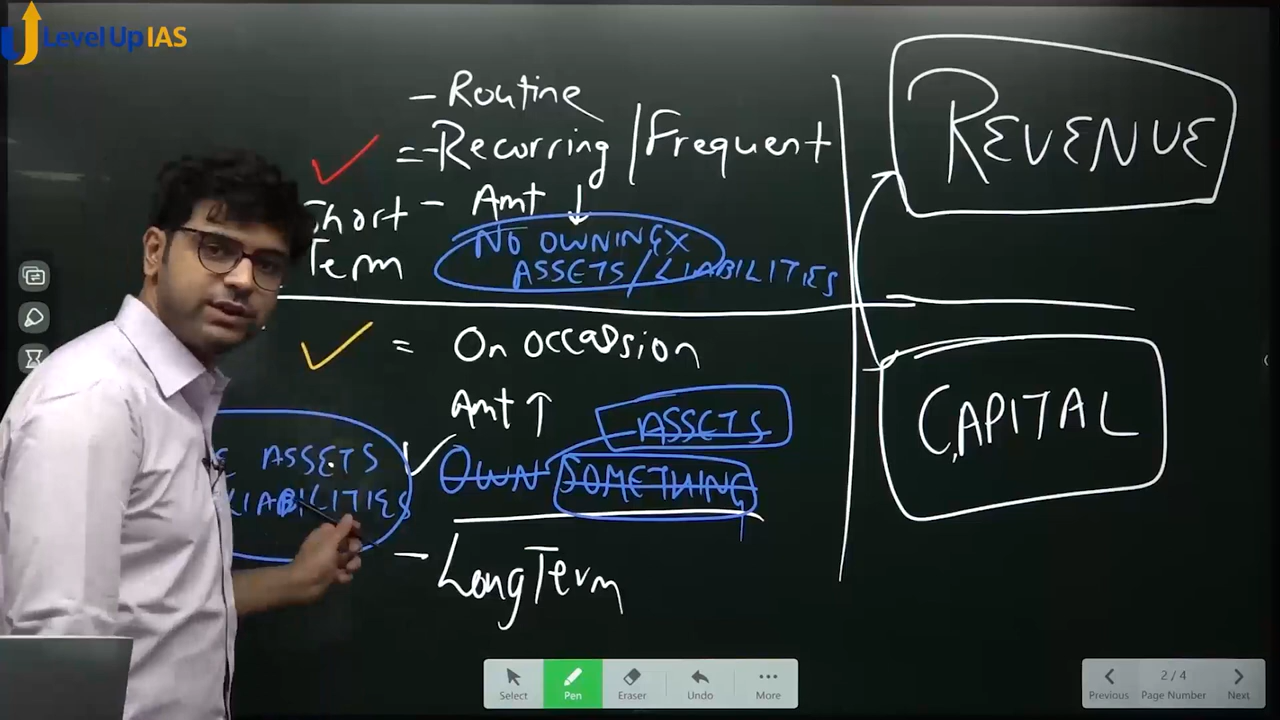 Level Up IAS
- Routine
=-Recurring / Frequent
Short Term
- Amt ↓
NO OWNING
ASSETS/LIABILITIES
REVENUE
= On occassion
Amt ↑
ASSETS
OWN SOMETHING
ASSETS
LIABILITIES
- Long Term
CAPITAL
Select
Pen
Eraser
Undo
More
2 / 4
Previous
Page Number
Next